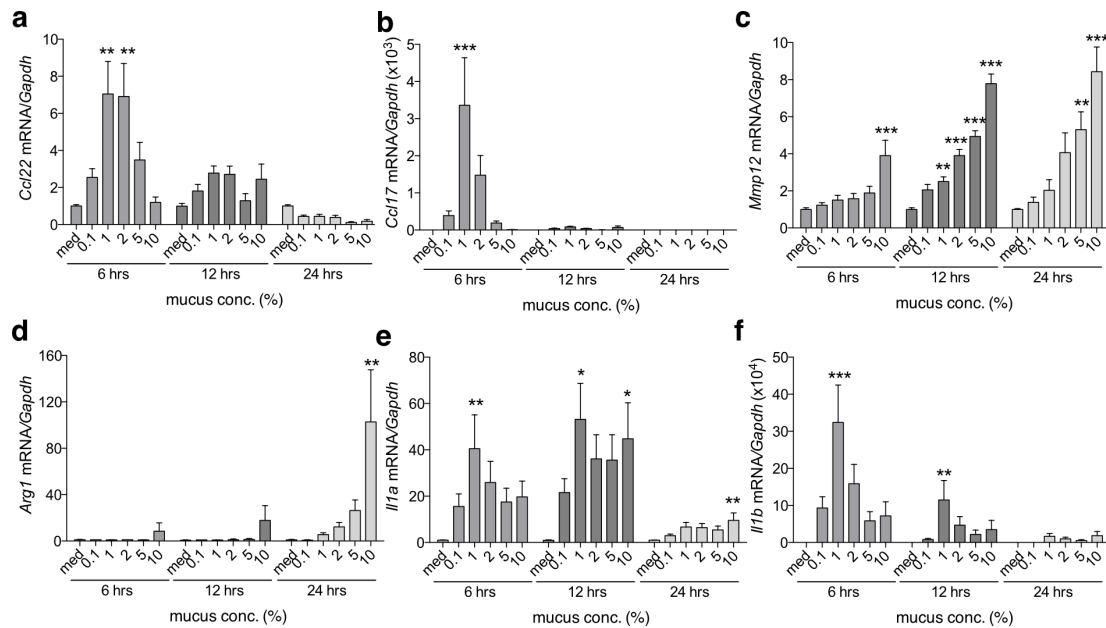 a
Ccl22 mRNA/Gapdh
10
8
6
4
2
0
** **
med 0.1 1 2 5 10 med 0.1 1 2 5 10 med 0.1 1 2 5 10
6 hrs 12 hrs 24 hrs
mucus conc. (%)
b
Ccl17 mRNA/Gapdh (x10³)
5
4
3
2
1
0
***
med 0.1 1 2 5 10 med 0.1 1 2 5 10 med 0.1 1 2 5 10
6 hrs 12 hrs 24 hrs
mucus conc. (%)
c
Mmp12 mRNA/Gapdh
10
8
6
4
2
0
*** ** *** *** *** ** ***
med 0.1 1 2 5 10 med 0.1 1 2 5 10 med 0.1 1 2 5 10
6 hrs 12 hrs 24 hrs
mucus conc. (%)
d
Arg1 mRNA/Gapdh
160
120
80
40
0
**
med 0.1 1 2 5 10 med 0.1 1 2 5 10 med 0.1 1 2 5 10
6 hrs 12 hrs 24 hrs
mucus conc. (%)
e
Il1a mRNA/Gapdh
80
60
40
20
0
** * * **
med 0.1 1 2 5 10 med 0.1 1 2 5 10 med 0.1 1 2 5 10
6 hrs 12 hrs 24 hrs
mucus conc. (%)
f
Il1b mRNA/Gapdh (x10⁴)
50
40
30
20
10
0
*** **
med 0.1 1 2 5 10 med 0.1 1 2 5 10 med 0.1 1 2 5 10
6 hrs 12 hrs 24 hrs
mucus conc. (%)